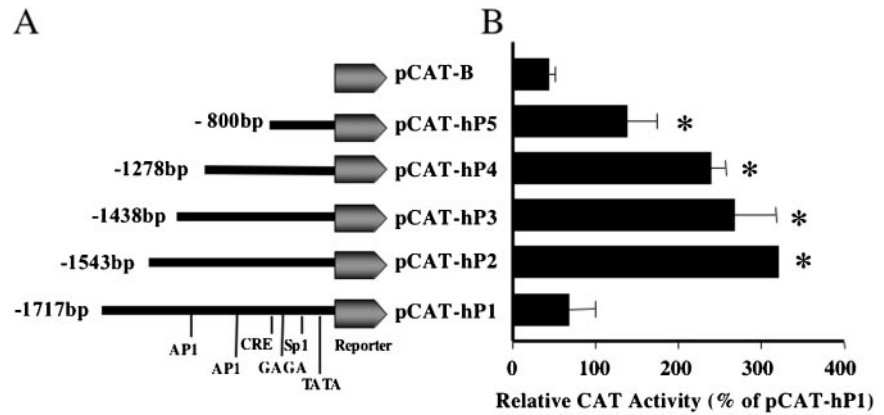 A
B
pCAT-B
- 800bp
pCAT-hP5
*
-1278bp
pCAT-hP4
*
-1438bp
pCAT-hP3
*
-1543bp
pCAT-hP2
*
-1717bp
pCAT-hP1
AP1
AP1
CRE
GAGA
Sp1
TATA
Reporter
0
100
200
300
400
Relative CAT Activity (% of pCAT-hP1)